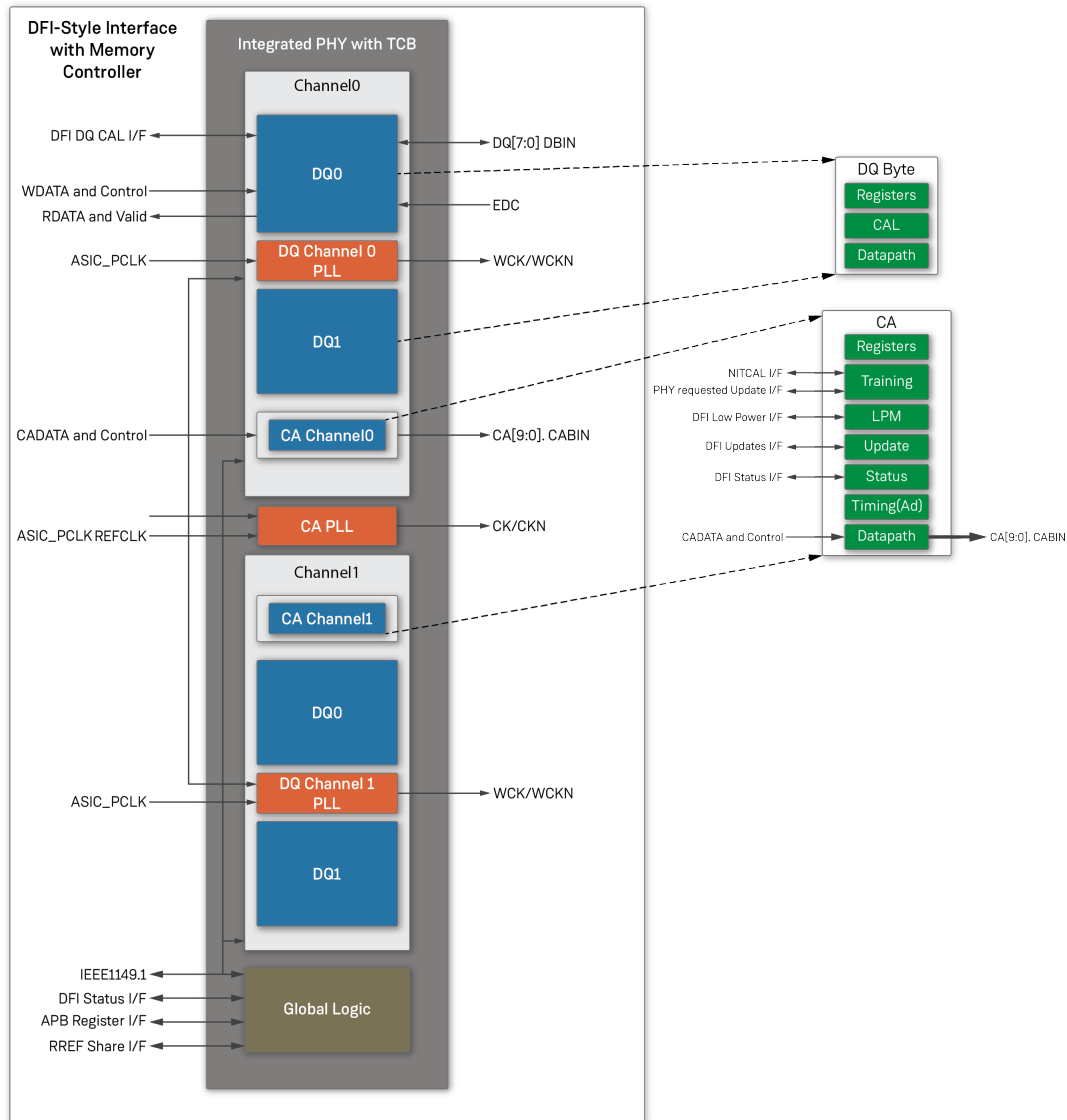 DFI-Style Interface
with Memory
Controller
Integrated PHY with TCB
Channel0
DFI DQ CAL I/F
DQ[7:0] DBIN
DQ0
WDATA and Control
RDATA and Valid
EDC
ASIC_PCLK
DQ Channel 0
PLL
WCK/WCKN
DQ1
CADATA and Control
CA Channel0
CA[9:0]. CABIN
ASIC_PCLK REFCLK
CA PLL
CK/CKN
Channel1
CA Channel1
DQ0
ASIC_PCLK
DQ Channel 1
PLL
WCK/WCKN
DQ1
IEEE1149.1
DFI Status I/F
APB Register I/F
RREF Share I/F
Global Logic
DQ Byte
Registers
CAL
Datapath
CA
Registers
NITCAL I/F
PHY requested Update I/F
Training
DFI Low Power I/F
LPM
DFI Updates I/F
Update
DFI Status I/F
Status
Timing(Ad)
CADATA and Control
Datapath
CA[9:0]. CABIN